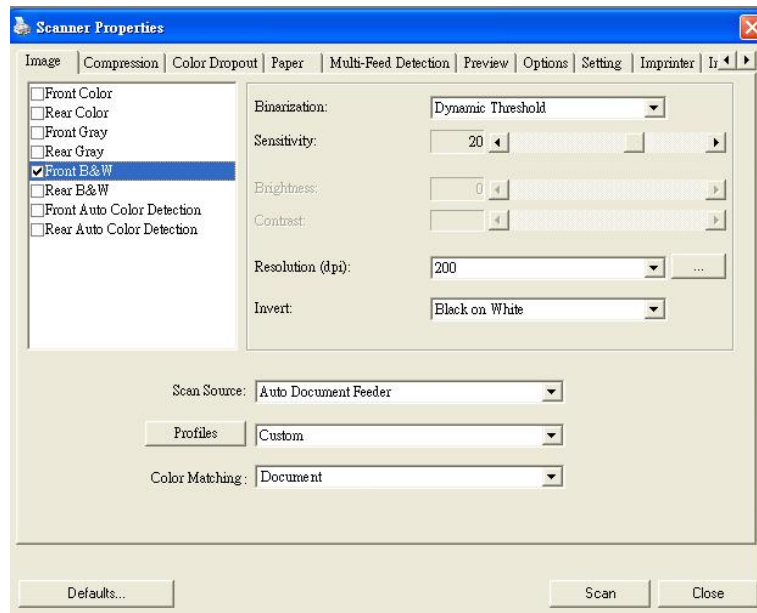 Scanner Properties
Image Compression Color Dropout Paper Multi-Feed Detection Preview Options Setting Imprinter
Front Color
Rear Color
Front Gray
Rear Gray
Front B&W
Rear B&W
Front Auto Color Detection
Rear Auto Color Detection
Binarization: Dynamic Threshold
Sensitivity: 20
Brightness: 0
Contrast:
Resolution (dpi): 200 ...
Invert: Black on White
Scan Source: Auto Document Feeder
Profiles Custom
Color Matching: Document
Defaults... Scan Close